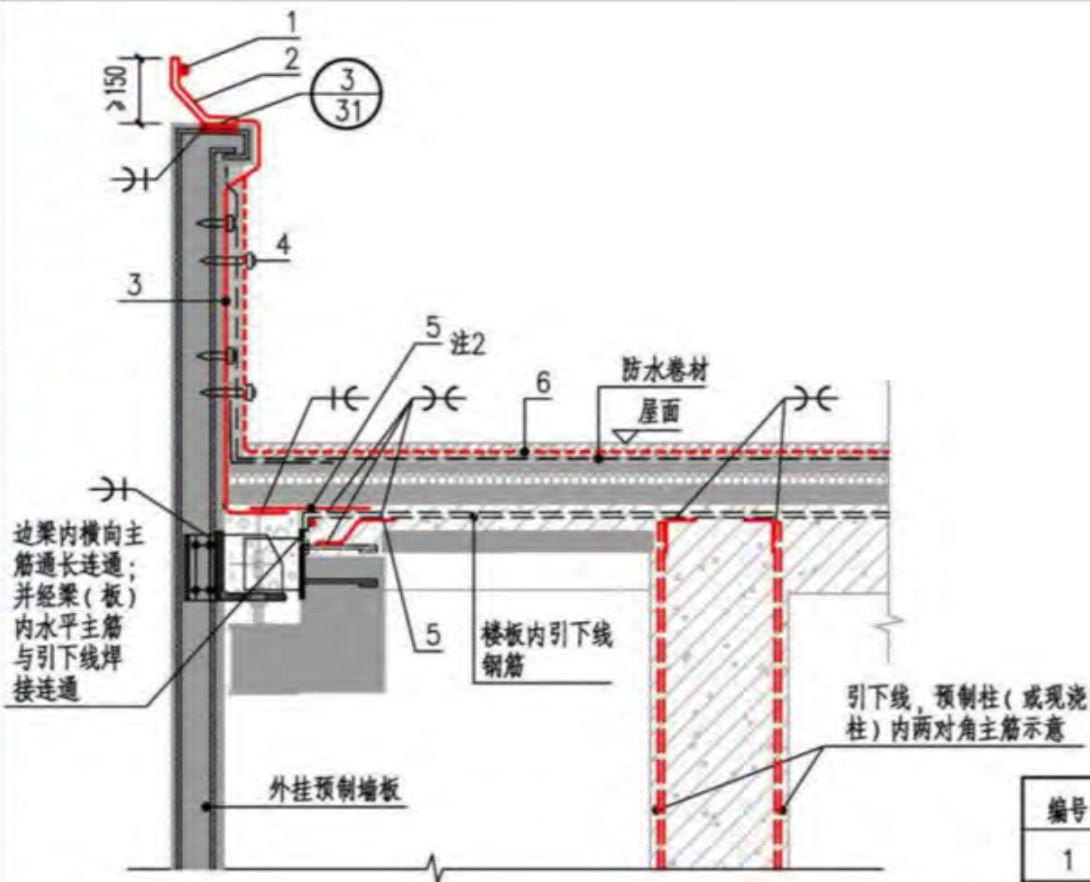 1
2
3
31
≥150
4
3
5 注2
6
防水卷材
屋面
边梁内横向主
筋通长连通;
并经梁(板)
内水平主筋
与引下线焊
接连通
5
楼板内引下线
钢筋
引下线, 预制柱(或现浇
柱)内两对角主筋示意
外挂预制墙板
编号
1